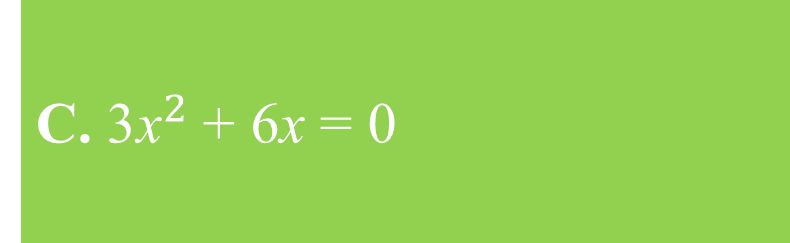 C. 3x² + 6x = 0